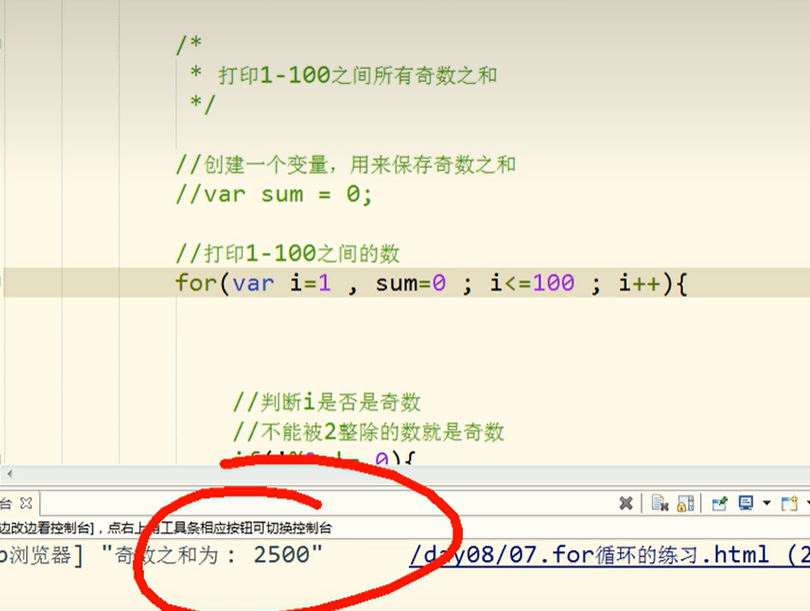 /*
* 打印1-100之间所有奇数之和
*/
//创建一个变量，用来保存奇数之和
//var sum = 0;
//打印1-100之间的数
for(var i=1 , sum=0 ; i<=100 ; i++){
//判断i是否是奇数
//不能被2整除的数就是奇数
if(i%2 != 0){
台
边改边看控制台]，点右上角工具条相应按钮可切换控制台
浏览器] "奇数之和为: 2500" /day08/07.for循环的练习.html (2